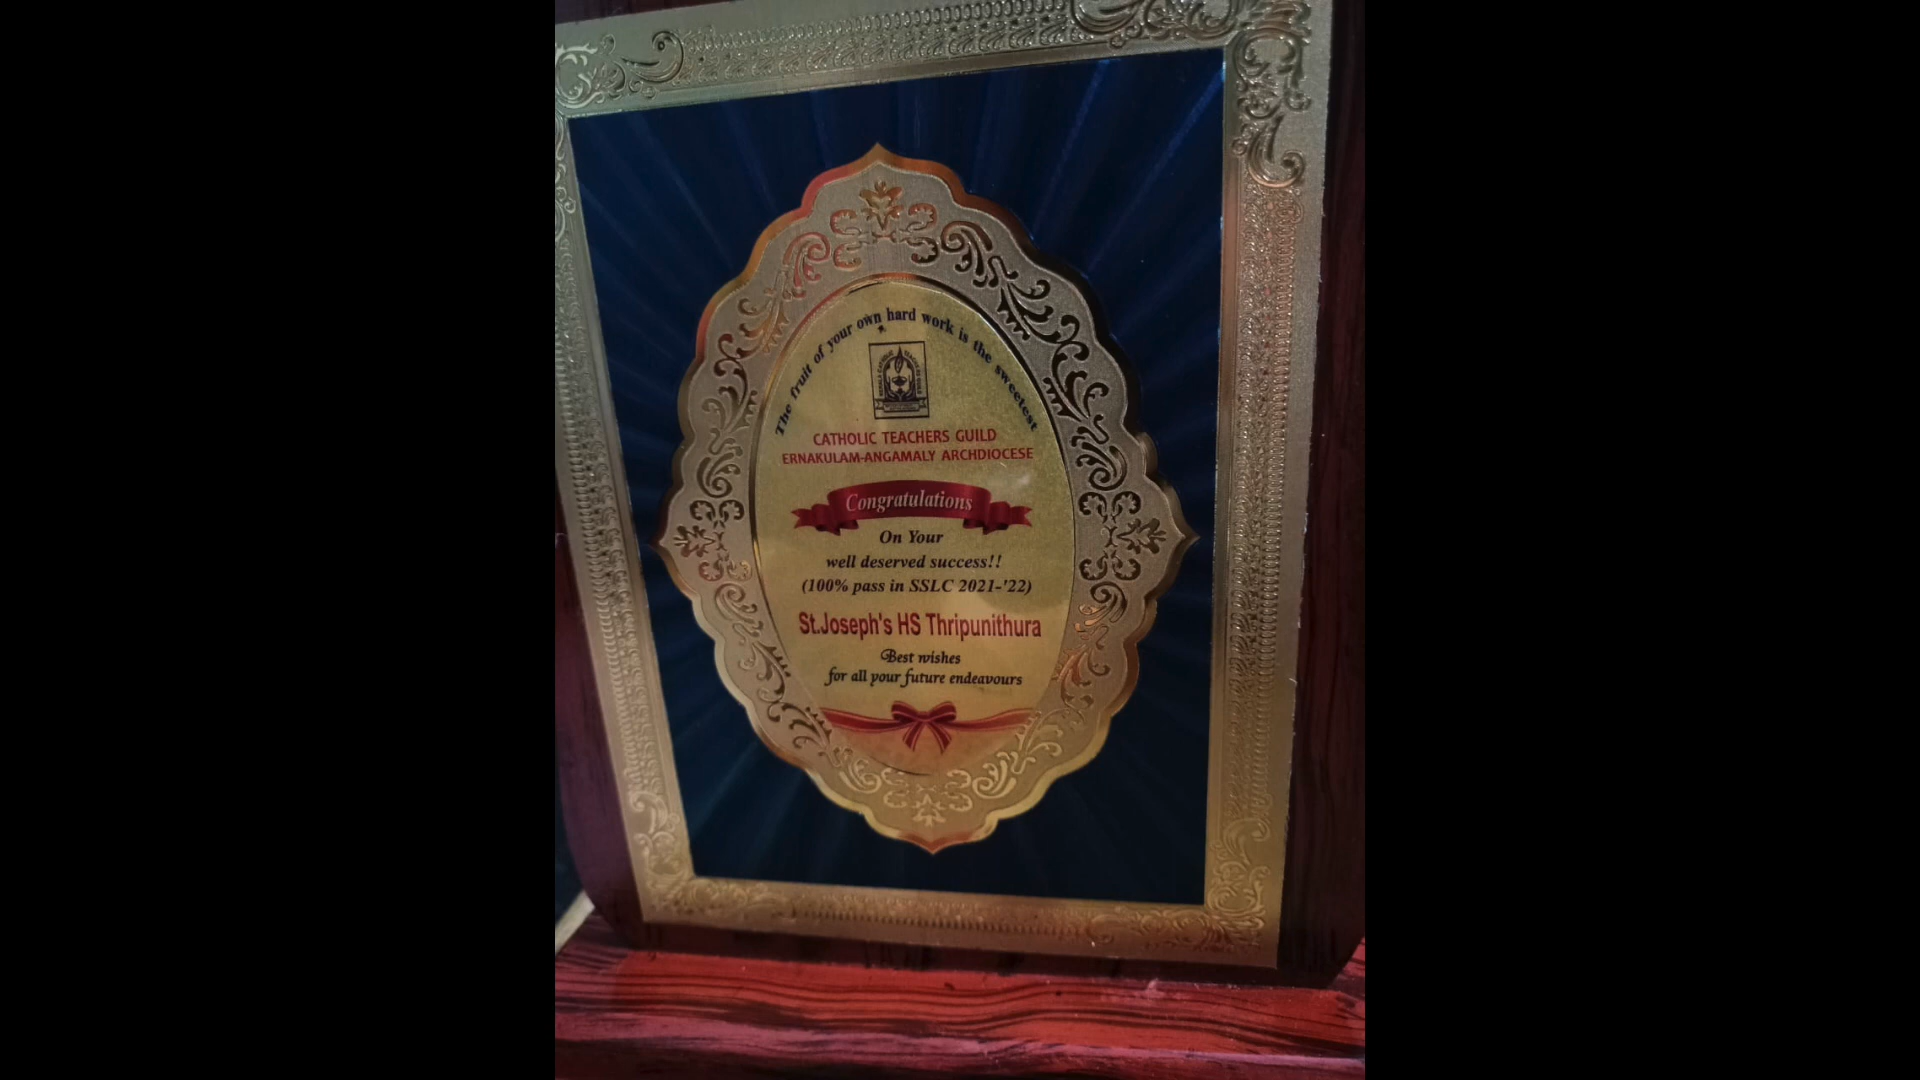 The fruit of your own hard work is the sweetest
CATHOLIC TEACHERS GUILD
ERNAKULAM-ANGAMALY ARCHDIOCESE
Congratulations
On Your
well deserved success!!
(100% pass in SSLC 2021-'22)
St.Joseph's HS Thripunithura
Best wishes
for all your future endeavours